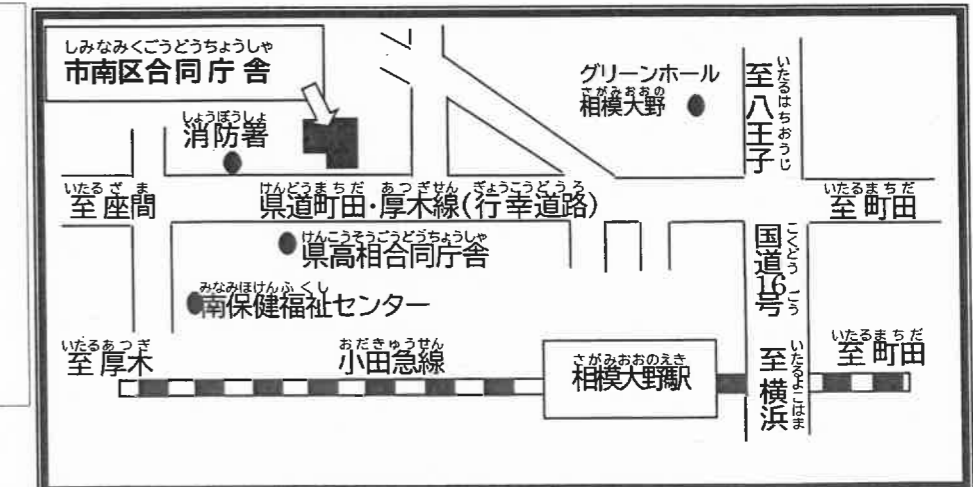 しみなみくごうどうちょうしゃ
市南区合同庁舎
グリーンホール
さがみおおの
相模大野
いたるはちおうじ
至八王子
しょうぼうしょ
消防署
いたるざま
至座間
けんどうまちだ・あつぎせん ぎょうこうどうろ
県道町田・厚木線(行幸道路)
いたるまちだ
至町田
けんこうそうごうどうちょうしゃ
県高相合同庁舎
こくどう ごう
国道16号
みなみほけんふくし
南保健福祉センター
いたるあつぎ
至厚木
おだきゅうせん
小田急線
さがみおおのえき
相模大野駅
いたるよこはま
至横浜
いたるまちだ
至町田